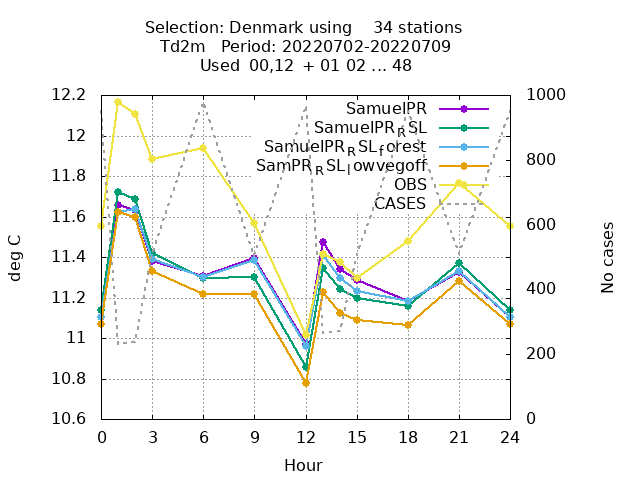 Selection: Denmark using 34 stations
Td2m Period: 20220702-20220709
Used 00,12 + 01 02 ... 48
12.2
12
11.8
11.6
11.4
11.2
11
10.8
10.6
1000
800
600
400
200
0
deg C
No cases
SamuelPR
SamuelPR_RSL
SamuelPR_RSL_forest
SamPR_RSL_lowvegoff
OBS
CASES
0 3 6 9 12 15 18 21 24
Hour